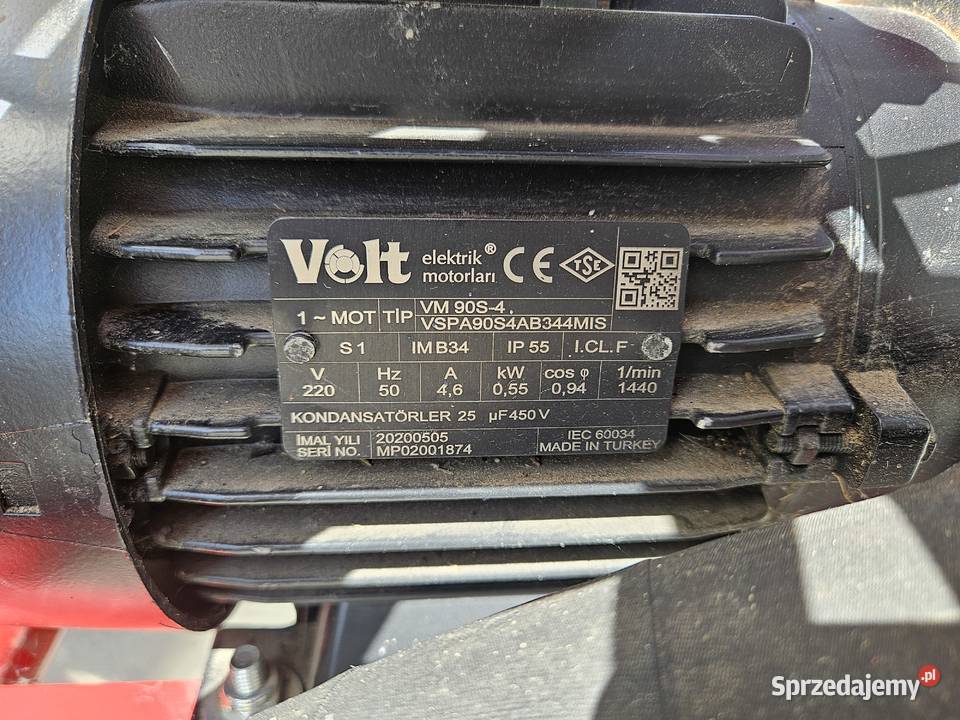 Volt elektrik® motorları CE TSE
1 ~ MOT TİP VM 90S-4
VSPA90S4AB344MIS
S 1 IM B34 IP 55 I.CL.F
V Hz A kW cos φ 1/min
220 50 4,6 0,55 0,94 1440
KONDANSATÖRLER 25 µF 450 V
İMAL YILI 20200505 IEC 60034
SERİ NO. MP02001874 MADE IN TURKEY
Sprzedajemy.pl